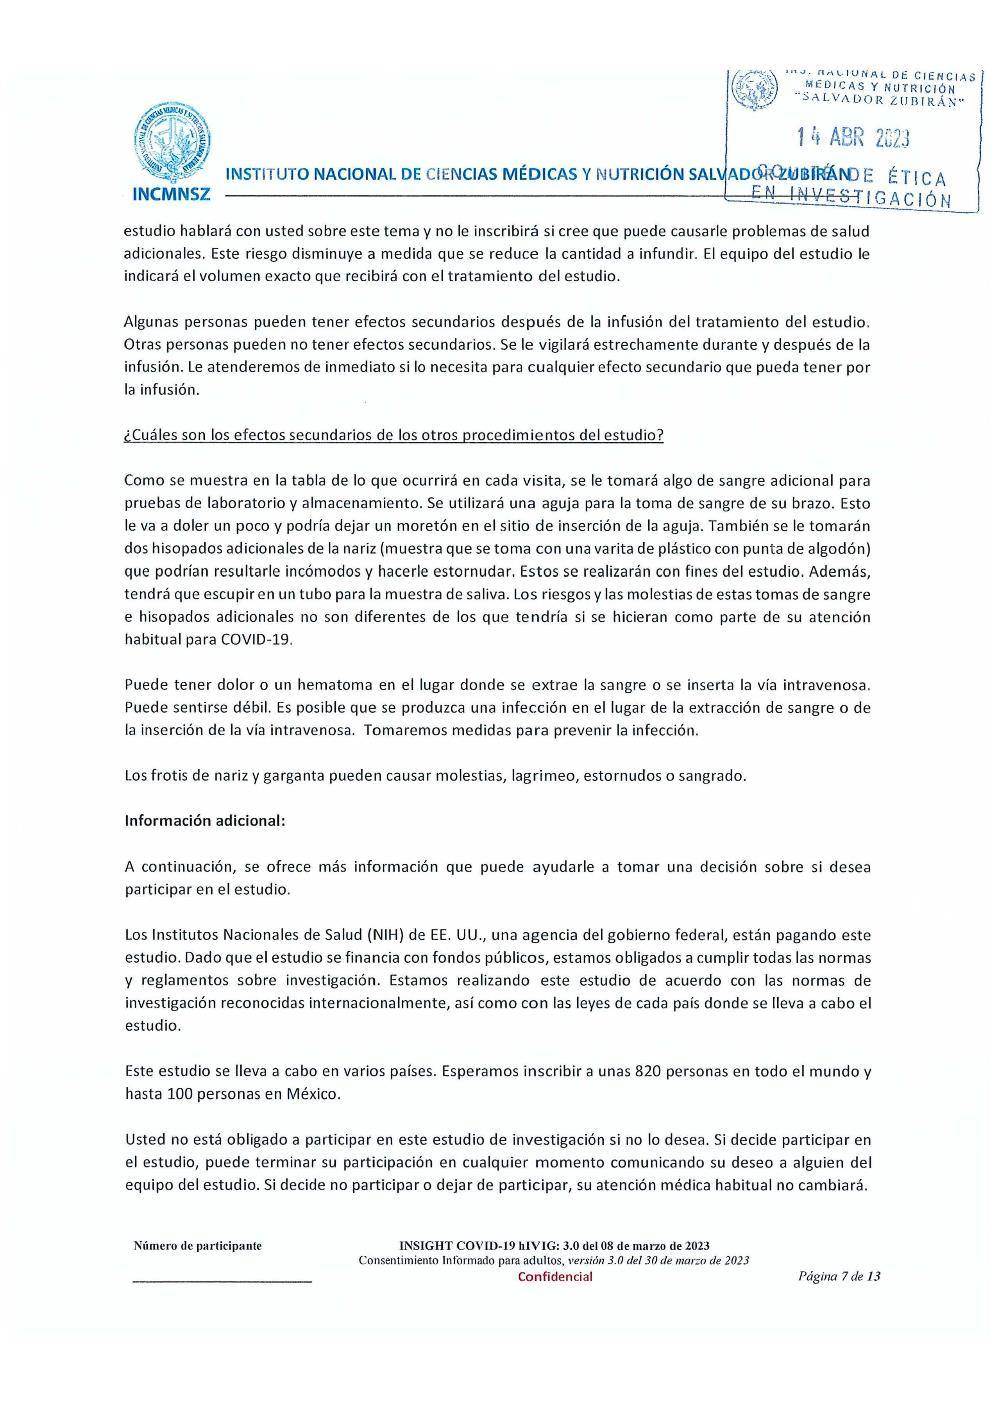 INS. NACIONAL DE CIENCIAS
MÉDICAS Y NUTRICIÓN
"SALVADOR ZUBIRÁN"
14 ABR 2023
COMITÉ DE ÉTICA
EN INVESTIGACIÓN
INCMNSZ
INSTITUTO NACIONAL DE CIENCIAS MÉDICAS Y NUTRICIÓN SALVADOR ZUBIRÁN
estudio hablará con usted sobre este tema y no le inscribirá si cree que puede causarle problemas de salud
adicionales. Este riesgo disminuye a medida que se reduce la cantidad a infundir. El equipo del estudio le
indicará el volumen exacto que recibirá con el tratamiento del estudio.
Algunas personas pueden tener efectos secundarios después de la infusión del tratamiento del estudio.
Otras personas pueden no tener efectos secundarios. Se le vigilará estrechamente durante y después de la
infusión. Le atenderemos de inmediato si lo necesita para cualquier efecto secundario que pueda tener por
la infusión.
¿Cuáles son los efectos secundarios de los otros procedimientos del estudio?
Como se muestra en la tabla de lo que ocurrirá en cada visita, se le tomará algo de sangre adicional para
pruebas de laboratorio y almacenamiento. Se utilizará una aguja para la toma de sangre de su brazo. Esto
le va a doler un poco y podría dejar un moretón en el sitio de inserción de la aguja. También se le tomarán
dos hisopados adicionales de la nariz (muestra que se toma con una varita de plástico con punta de algodón)
que podrían resultarle incómodos y hacerle estornudar. Estos se realizarán con fines del estudio. Además,
tendrá que escupir en un tubo para la muestra de saliva. Los riesgos y las molestias de estas tomas de sangre
e hisopados adicionales no son diferentes de los que tendría si se hicieran como parte de su atención
habitual para COVID-19.
Puede tener dolor o un hematoma en el lugar donde se extrae la sangre o se inserta la vía intravenosa.
Puede sentirse débil. Es posible que se produzca una infección en el lugar de la extracción de sangre o de
la inserción de la vía intravenosa. Tomaremos medidas para prevenir la infección.
Los frotis de nariz y garganta pueden causar molestias, lagrimeo, estornudos o sangrado.
Información adicional:
A continuación, se ofrece más información que puede ayudarle a tomar una decisión sobre si desea
participar en el estudio.
Los Institutos Nacionales de Salud (NIH) de EE. UU., una agencia del gobierno federal, están pagando este
estudio. Dado que el estudio se financia con fondos públicos, estamos obligados a cumplir todas las normas
y reglamentos sobre investigación. Estamos realizando este estudio de acuerdo con las normas de
investigación reconocidas internacionalmente, así como con las leyes de cada país donde se lleva a cabo el
estudio.
Este estudio se lleva a cabo en varios países. Esperamos inscribir a unas 820 personas en todo el mundo y
hasta 100 personas en México.
Usted no está obligado a participar en este estudio de investigación si no lo desea. Si decide participar en
el estudio, puede terminar su participación en cualquier momento comunicando su deseo a alguien del
equipo del estudio. Si decide no participar o dejar de participar, su atención médica habitual no cambiará.
Número de participante
INSIGHT COVID-19 hIVIG: 3.0 del 08 de marzo de 2023
Consentimiento Informado para adultos, versión 3.0 del 30 de marzo de 2023
Confidencial
Página 7 de 13